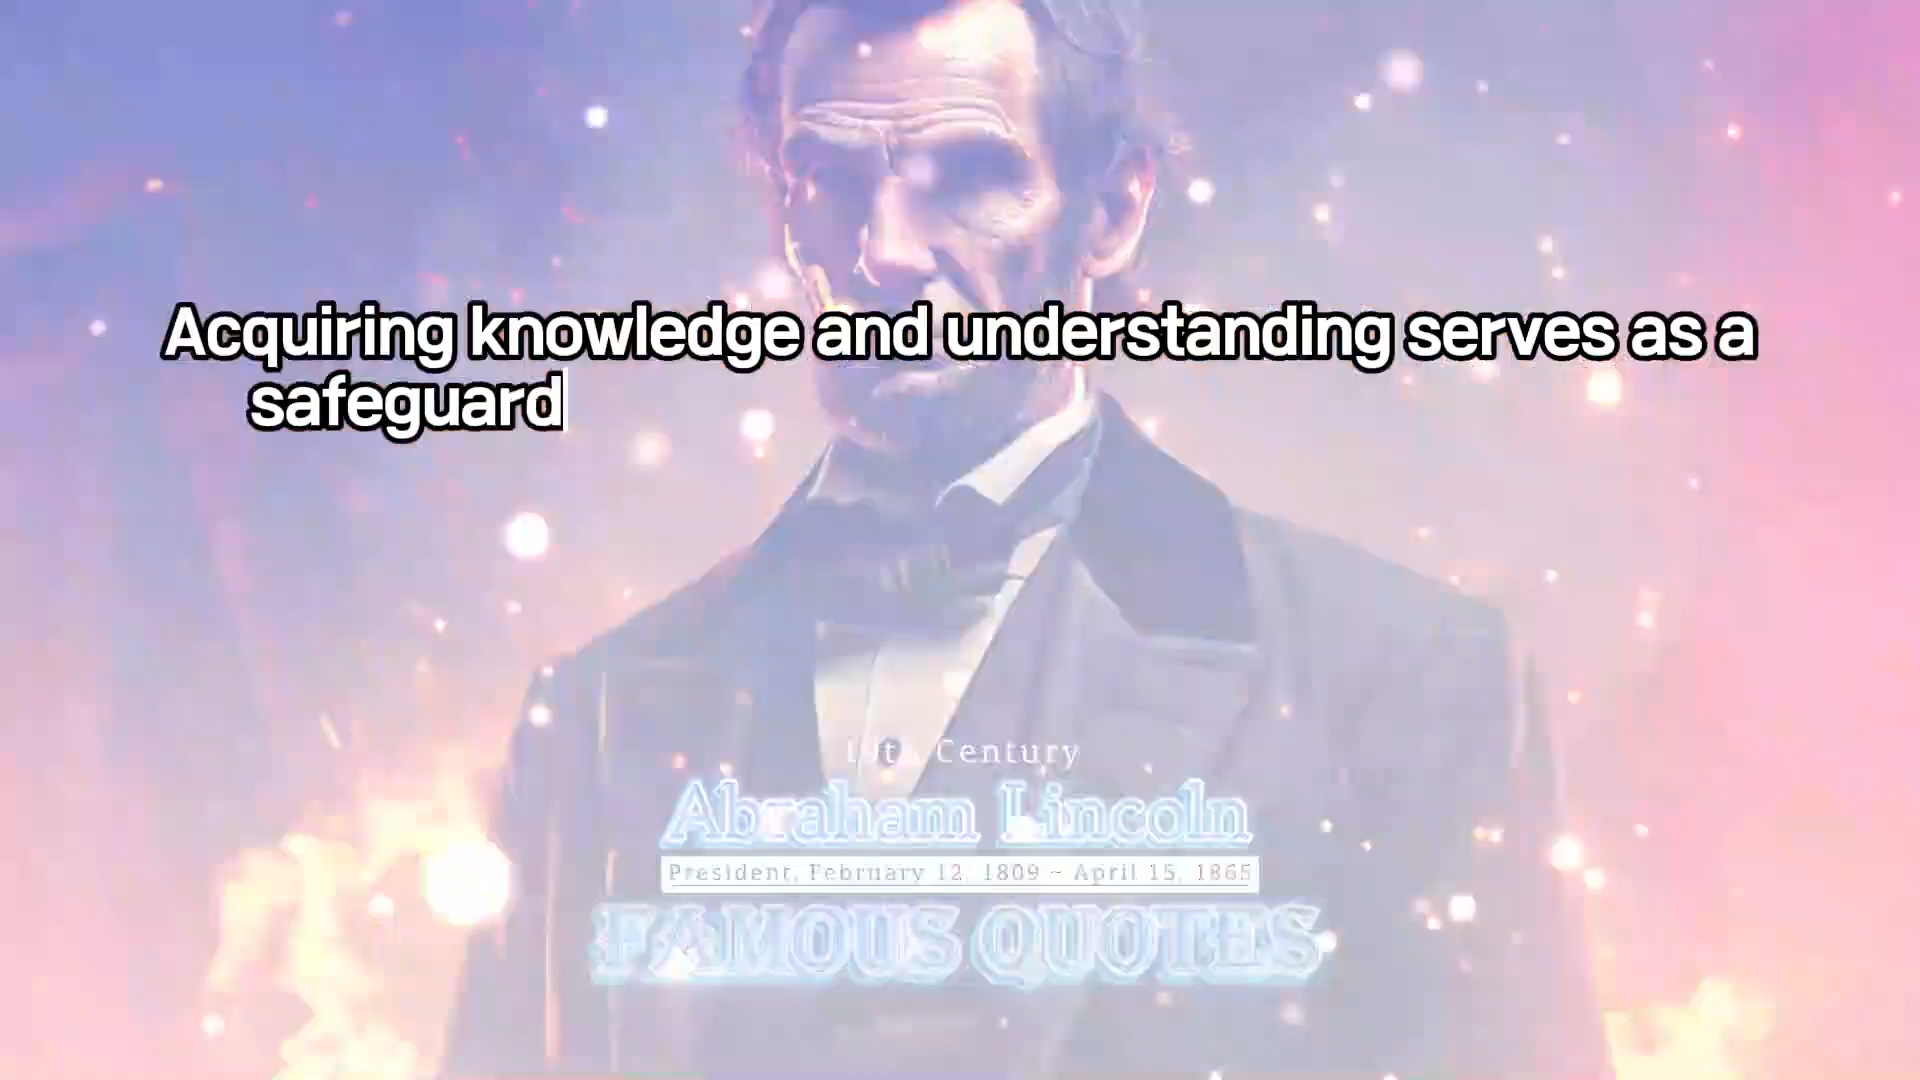 Acquiring knowledge and understanding serves as a
safeguard
19th Century
Abraham Lincoln
President, February 12, 1809 ~ April 15, 1865
FAMOUS QUOTES